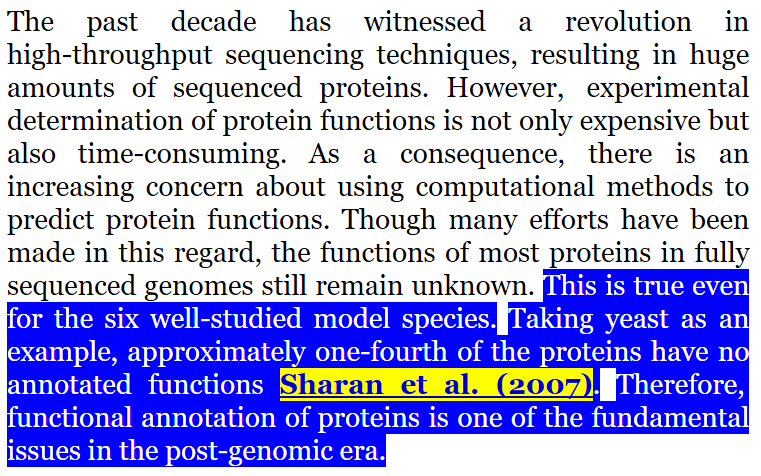 The past decade has witnessed a revolution in
high-throughput sequencing techniques, resulting in huge
amounts of sequenced proteins. However, experimental
determination of protein functions is not only expensive but
also time-consuming. As a consequence, there is an
increasing concern about using computational methods to
predict protein functions. Though many efforts have been
made in this regard, the functions of most proteins in fully
sequenced genomes still remain unknown. This is true even
for the six well-studied model species. Taking yeast as an
example, approximately one-fourth of the proteins have no
annotated functions Sharan et al. (2007). Therefore,
functional annotation of proteins is one of the fundamental
issues in the post-genomic era.